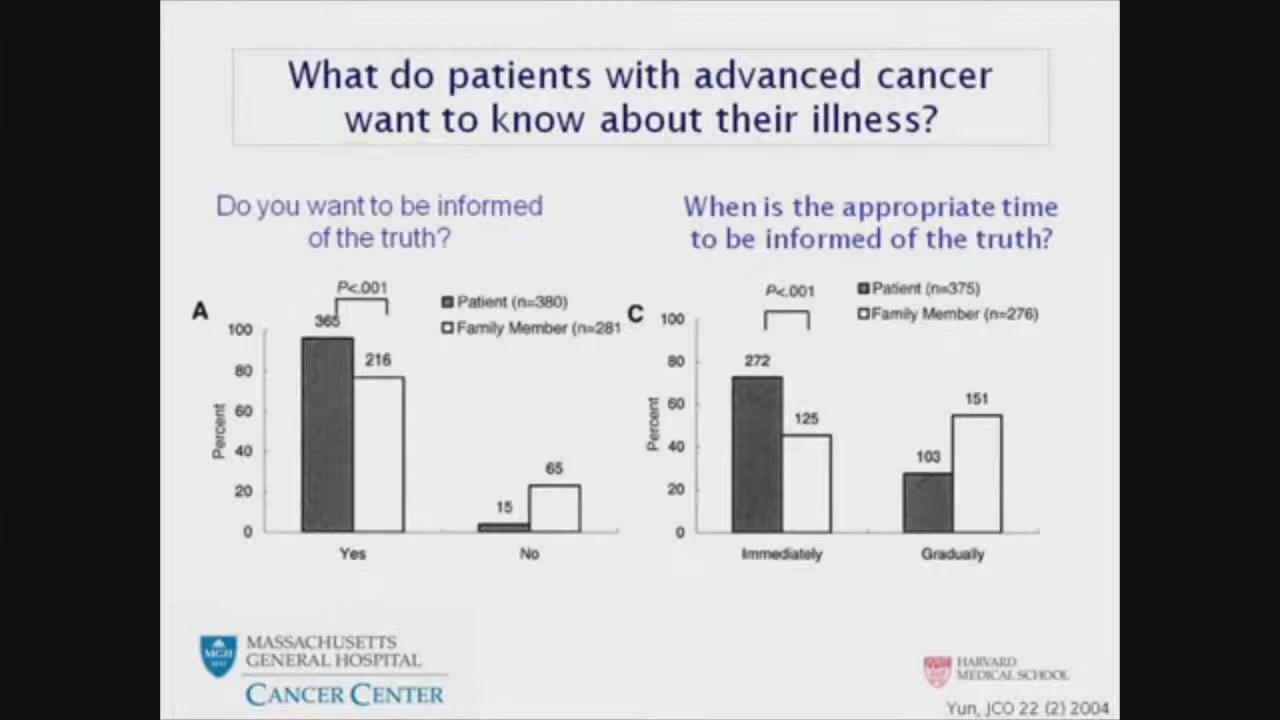 What do patients with advanced cancer
want to know about their illness?
Do you want to be informed
of the truth?
When is the appropriate time
to be informed of the truth?
A
P<.001
Patient (n=380)
Family Member (n=281
Percent
100
80
60
40
20
0
365
216
15
65
Yes
No
C
P<.001
Patient (n=375)
Family Member (n=276)
Percent
100
80
60
40
20
0
272
125
103
151
Immediately
Gradually
MGH
MASSACHUSETTS
GENERAL HOSPITAL
CANCER CENTER
HARVARD
MEDICAL SCHOOL
Yun, JCO 22 (2) 2004